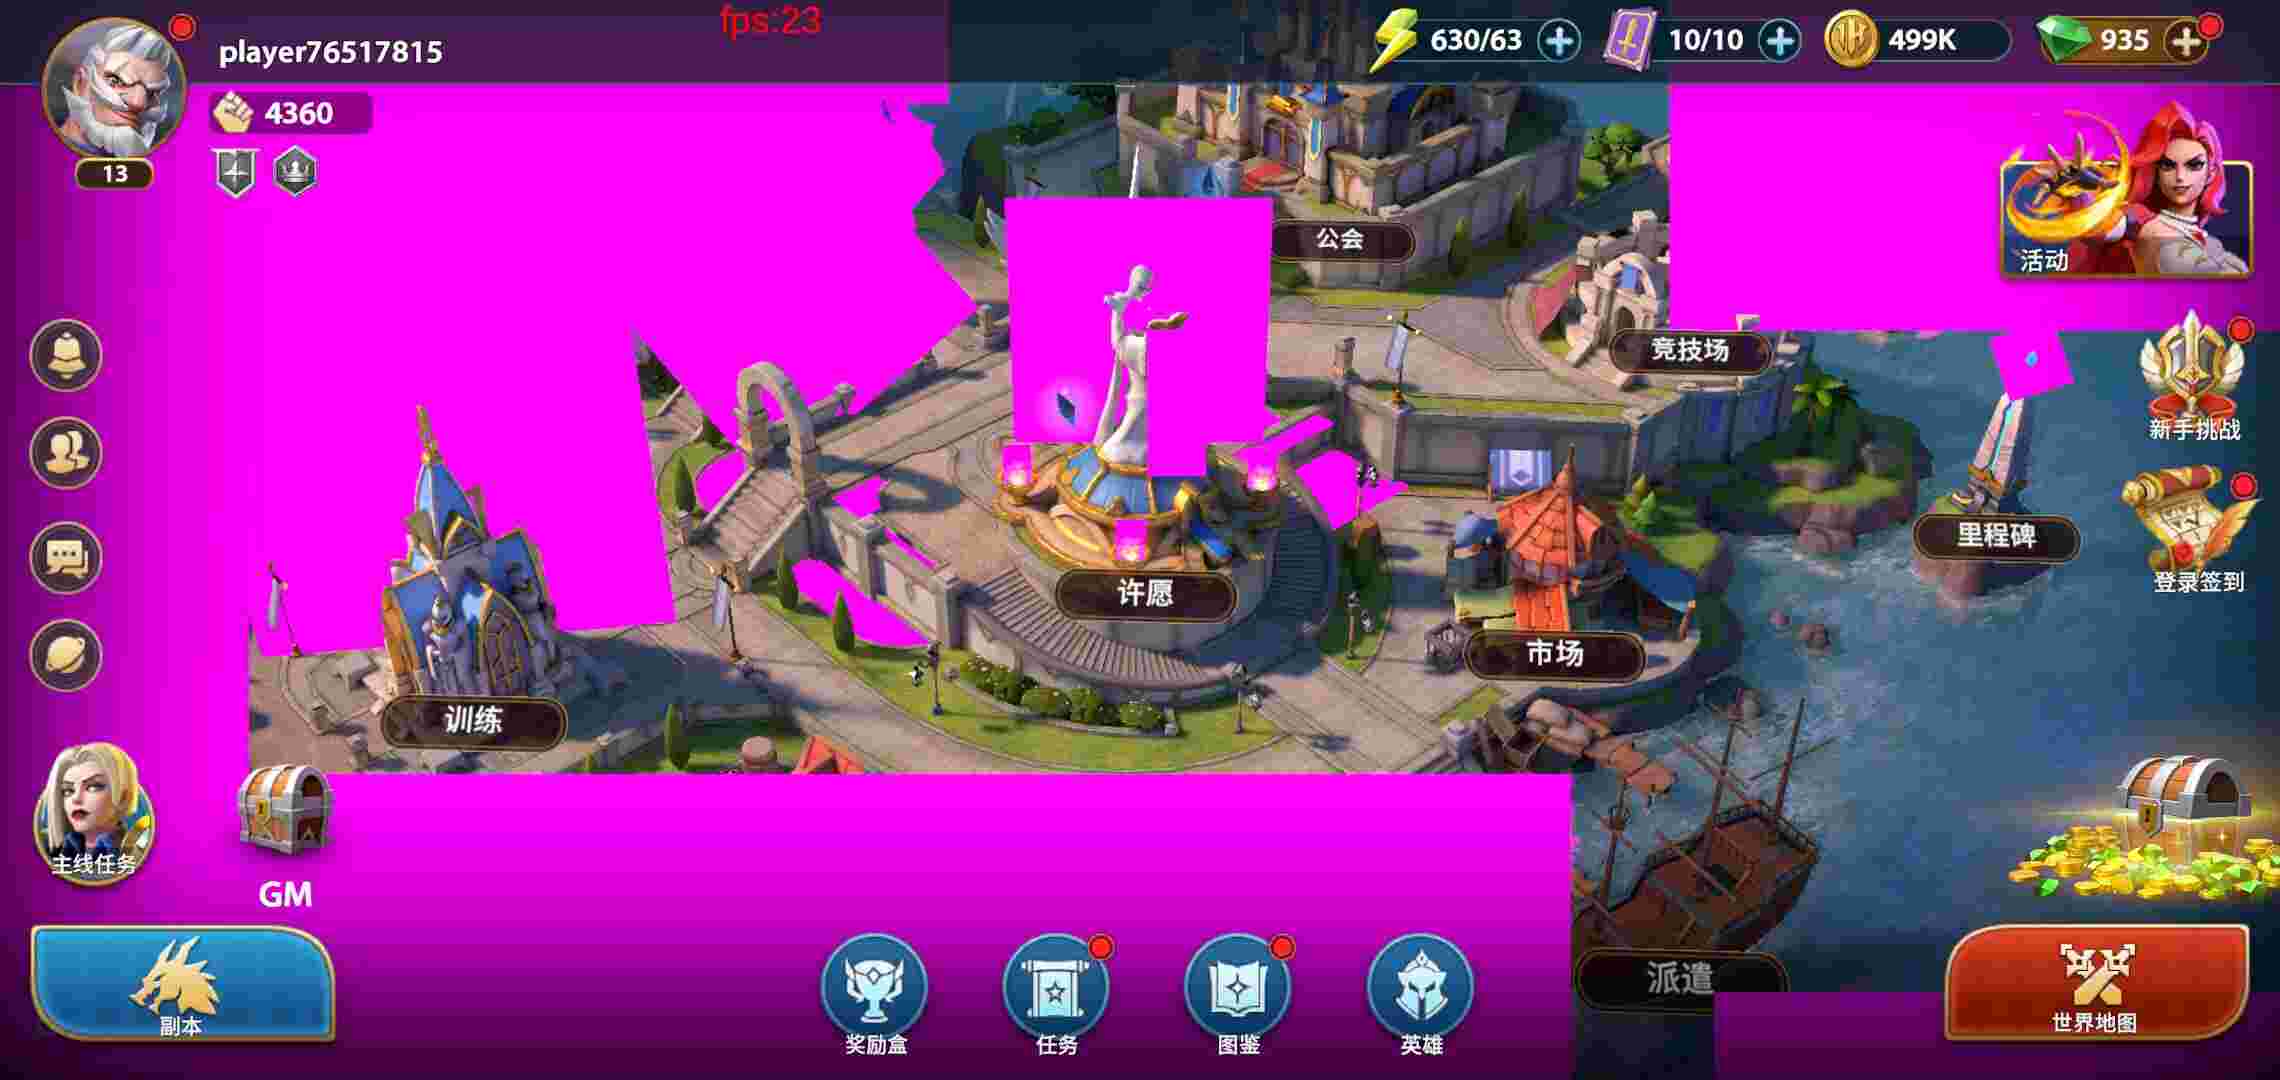 fps:23
player76517815
630/63
10/10
499K
935
4360
13
活动
公会
竞技场
新手挑战
里程碑
登录签到
许愿
市场
训练
主线任务
GM
派遣
副本
奖励盒
任务
图鉴
英雄
世界地图